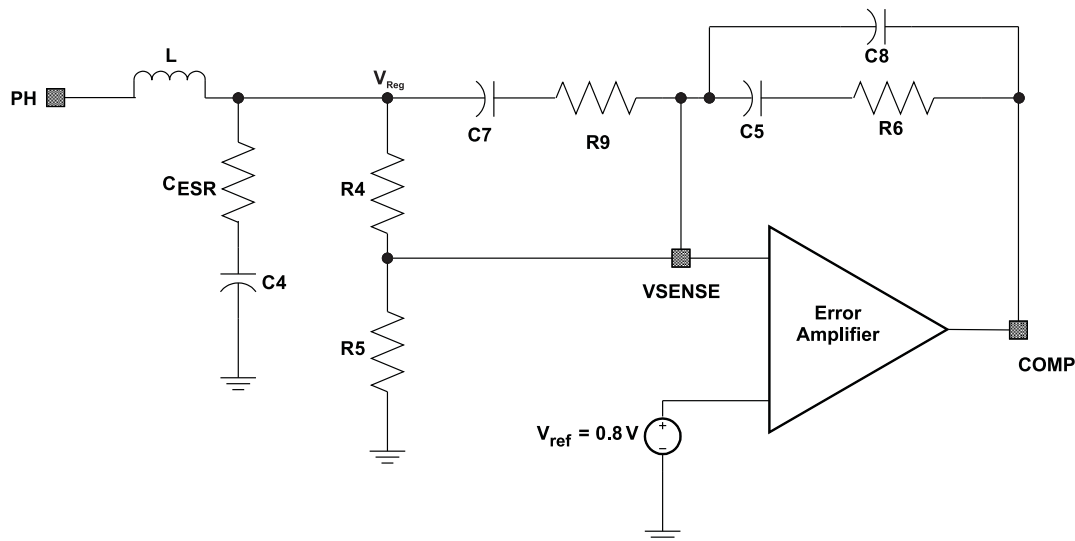 C8
L
PH
VReg
C7
R9
C5
R6
CESR
R4
C4
VSENSE
Error
Amplifier
R5
COMP
Vref = 0.8 V
+
−